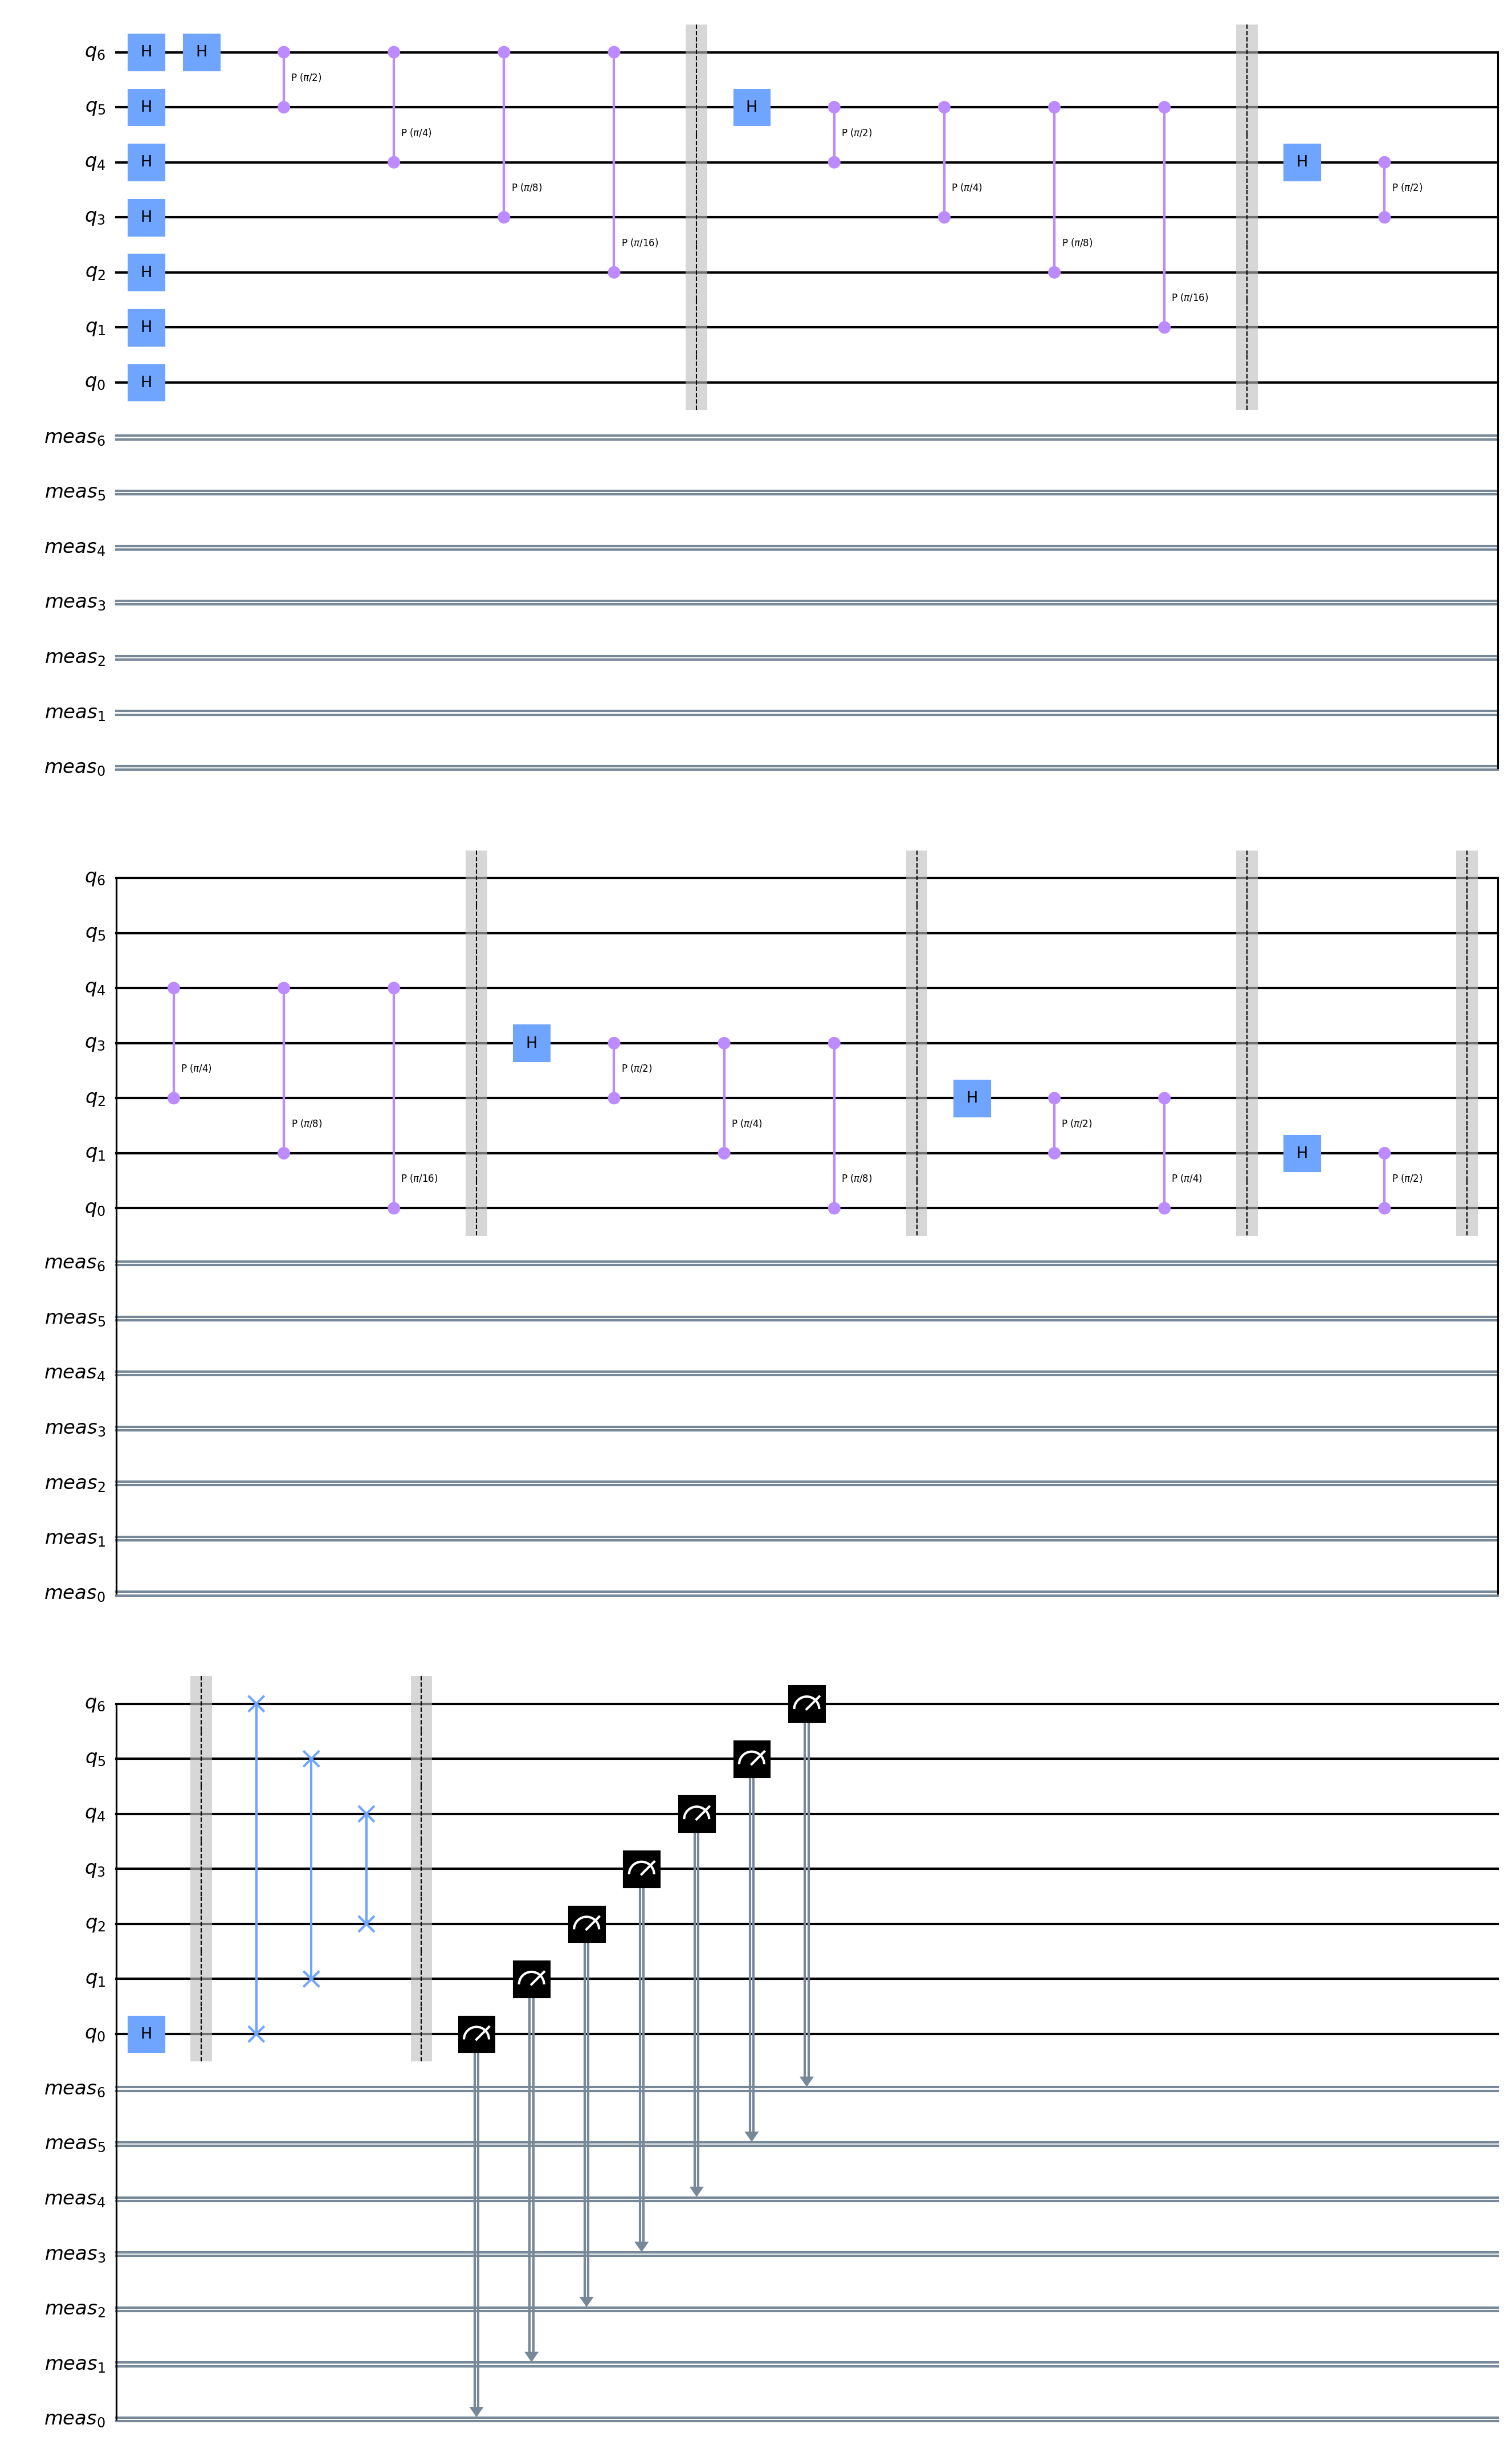 q6 H H
P (π/2)
q5 H H
P (π/4) P (π/2)
q4 H H
P (π/8) P (π/4) P (π/2)
q3 H
P (π/16) P (π/8)
q2 H
P (π/16)
q1 H
q0 H
meas6
meas5
meas4
meas3
meas2
meas1
meas0
q6
q5
q4
q3 H
P (π/4) P (π/2)
q2 H
P (π/8) P (π/4) P (π/2)
q1 H
P (π/16) P (π/8) P (π/4) P (π/2)
q0
meas6
meas5
meas4
meas3
meas2
meas1
meas0
q6
q5
q4
q3
q2
q1
q0 H
meas6
meas5
meas4
meas3
meas2
meas1
meas0